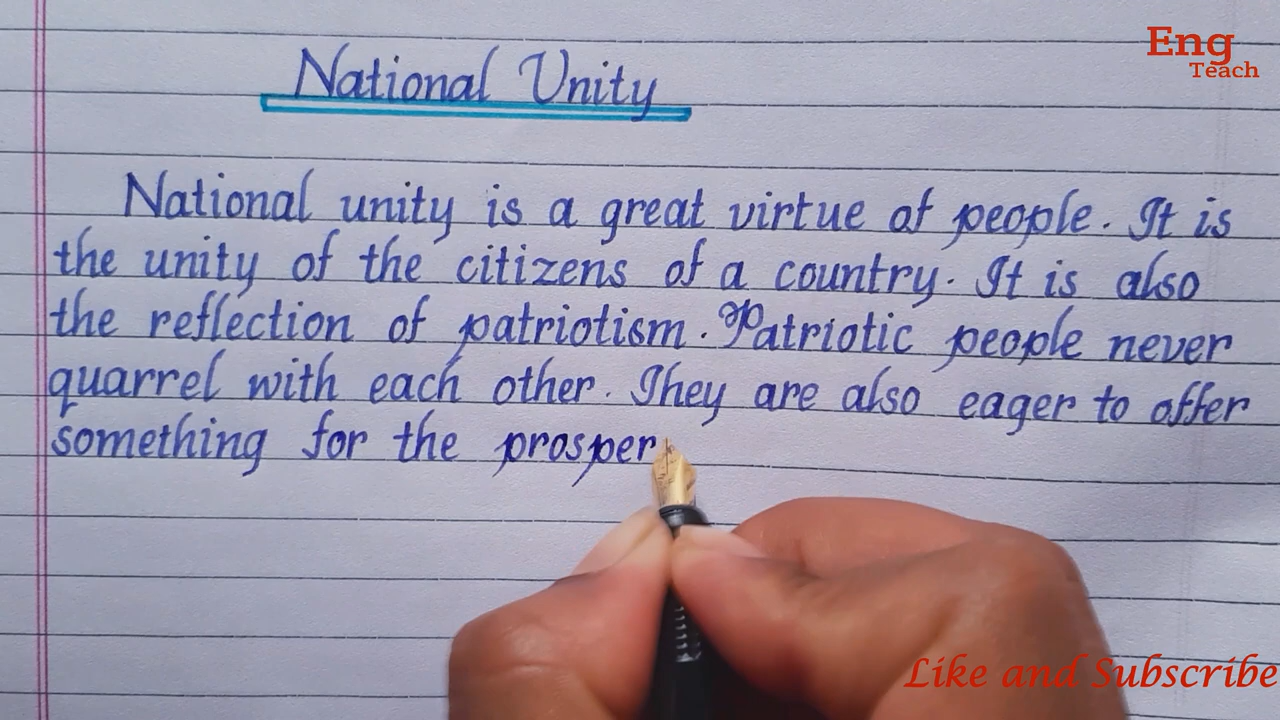 Eng
Teach
National Unity
National unity is a great virtue of people. It is
the unity of the citizens of a country. It is also
the reflection of patriotism. Patriotic people never
quarrel with each other. They are also eager to offer
something for the prosper
Like and Subscribe